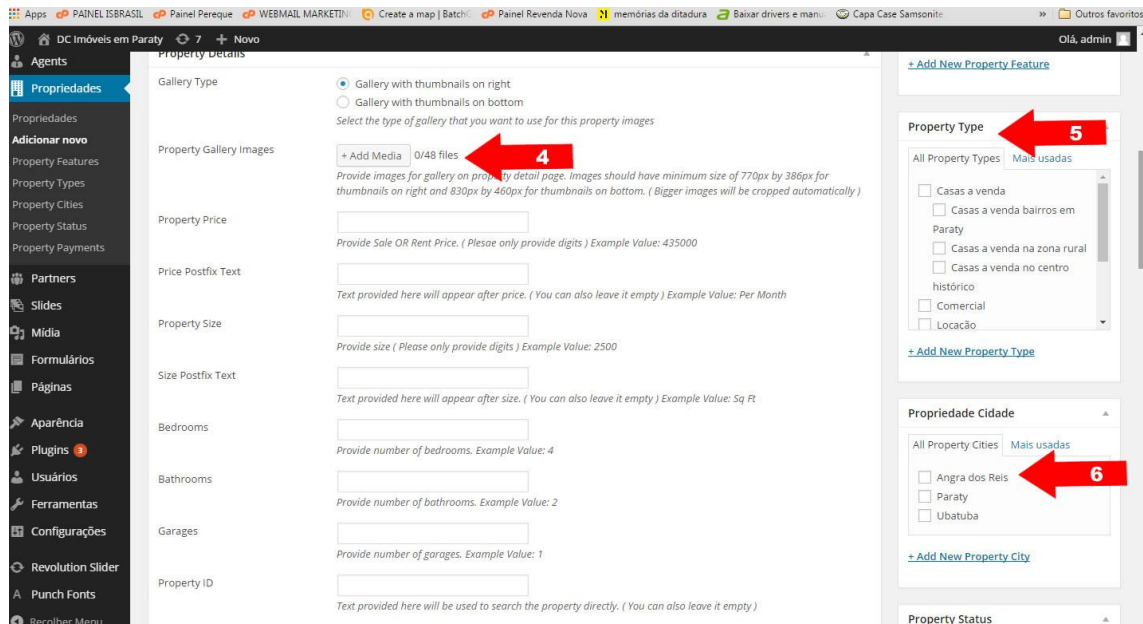 Apps PAINEL ISBRASIL Painel Pereque WEBMAIL MARKETIN Create a map | BatchG Painel Revenda Nova memórias da ditadura Baixar drivers e manu Capa Case Samsonite » Outros favoritos
DC Imóveis em Paraty 7 + Novo Olá, admin
Agents
Propriedades
Propriedades
Adicionar novo
Property Features
Property Types
Property Cities
Property Status
Property Payments
Partners
Slides
Mídia
Formulários
Páginas
Aparência
Plugins 3
Usuários
Ferramentas
Configurações
Revolution Slider
A Punch Fonts
Recolher Menu
Property Details
Gallery Type
Gallery with thumbnails on right
Gallery with thumbnails on bottom
Select the type of gallery that you want to use for this property images
Property Gallery Images
+ Add Media 0/48 files
4
Provide images for gallery on property detail page. Images should have minimum size of 770px by 386px for
thumbnails on right and 830px by 460px for thumbnails on bottom. ( Bigger images will be cropped automatically )
Property Price
Provide Sale OR Rent Price. ( Plesae only provide digits ) Example Value: 435000
Price Postfix Text
Text provided here will appear after price. ( You can also leave it empty ) Example Value: Per Month
Property Size
Provide size ( Please only provide digits ) Example Value: 2500
Size Postfix Text
Text provided here will appear after size. ( You can also leave it empty ) Example Value: Sq Ft
Bedrooms
Provide number of bedrooms. Example Value: 4
Bathrooms
Provide number of bathrooms. Example Value: 2
Garages
Provide number of garages. Example Value: 1
Property ID
Text provided here will be used to search the property directly. ( You can also leave it empty )
+ Add New Property Feature
Property Type
5
All Property Types Mais usadas
Casas a venda
Casas a venda bairros em
Paraty
Casas a venda na zona rural
Casas a venda no centro
histórico
Comercial
Locação
+ Add New Property Type
Propriedade Cidade
All Property Cities Mais usadas
Angra dos Reis
6
Paraty
Ubatuba
+ Add New Property City
Property Status